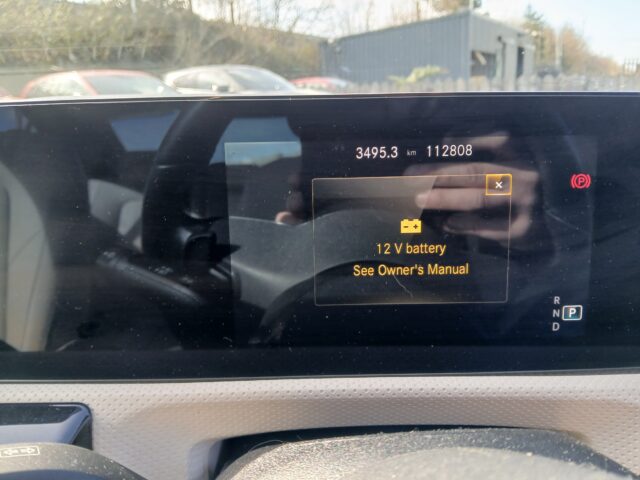 3495.3 km 112808
×
12 V battery
See Owner's Manual
R
N P
D